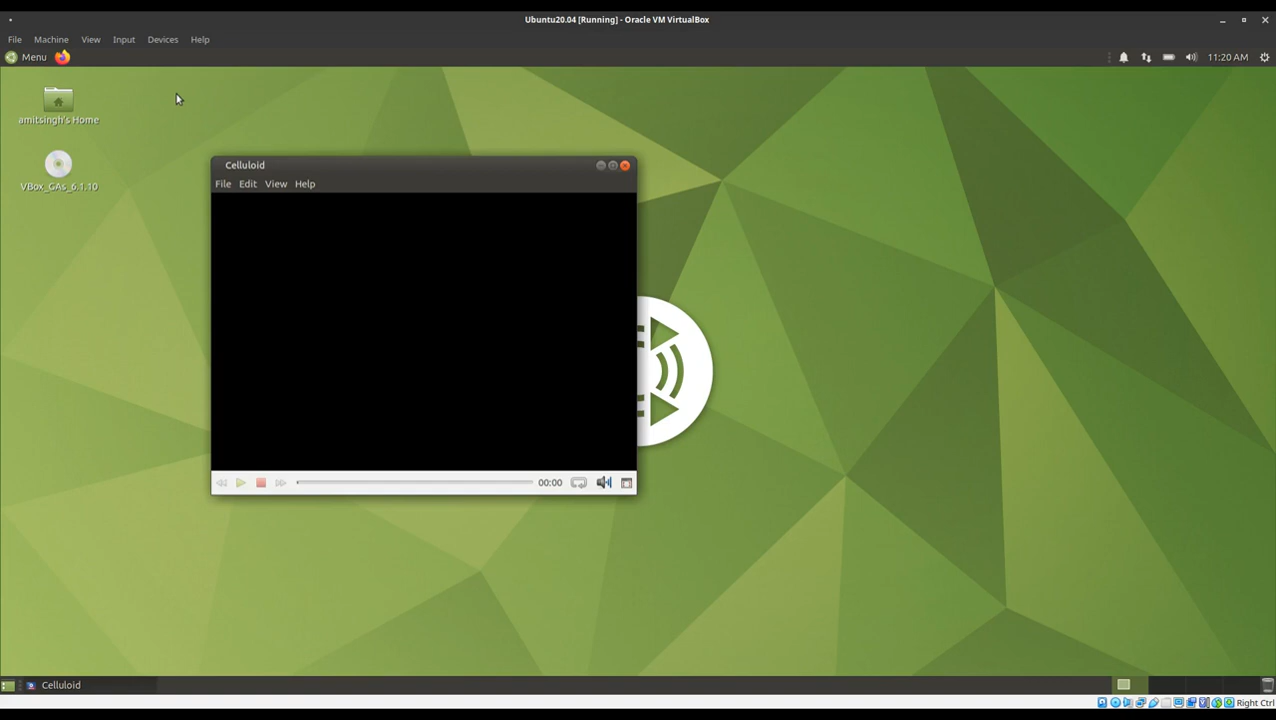 Ubuntu20.04 [Running] - Oracle VM VirtualBox
File Machine View Input Devices Help
Menu 11:20 AM
amitsingh's Home
VBox_GAs_6.1.10
Celluloid
File Edit View Help
00:00
Celluloid
Right Ctrl